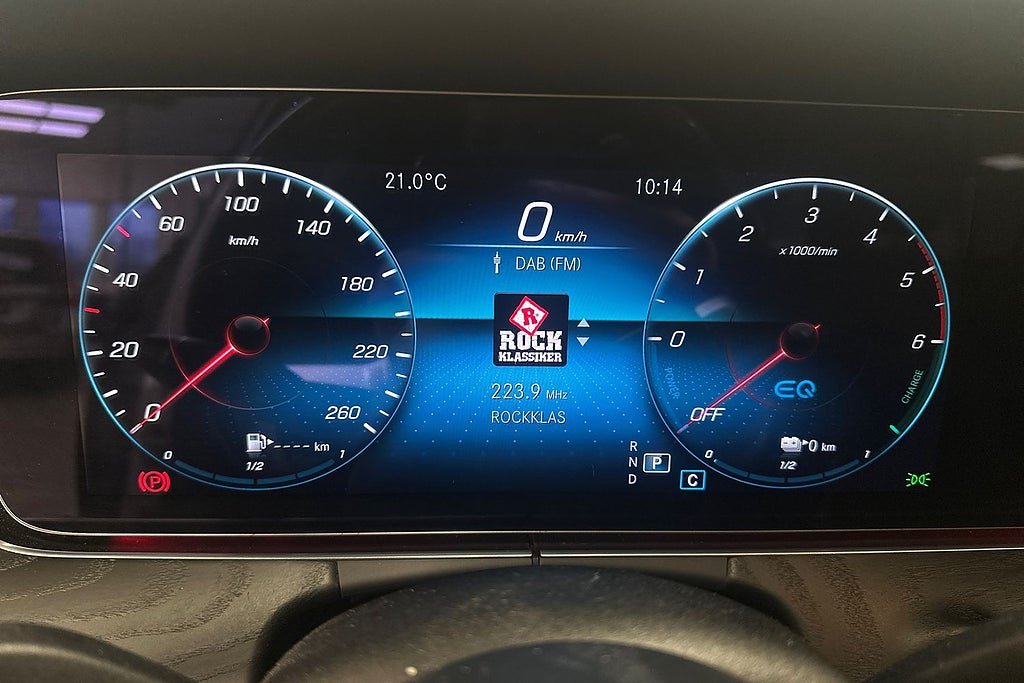 21.0°C
10:14
0 km/h
DAB (FM)
R
ROCK
KLASSIKER
223.9 MHz
ROCKKLAS
0
20
40
60
100
140
180
220
260
km/h
---- km
0
1/2
1
P
R
N
D
P
C
OFF
0
1
2
3
4
5
6
x1000/min
POWER
CHARGE
EQ
0 km
0
1/2
1